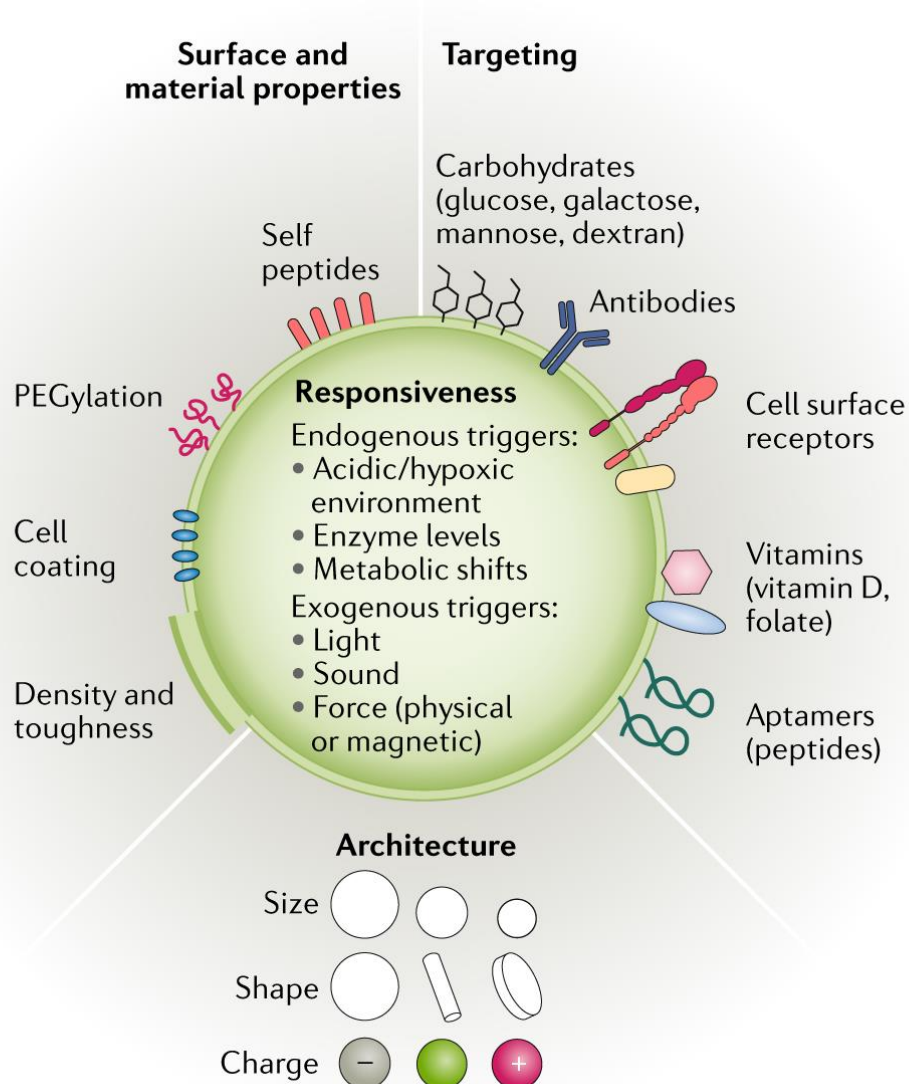 Surface and
material properties
Targeting
Carbohydrates
(glucose, galactose,
mannose, dextran)
Self
peptides
Antibodies
PEGylation
Cell surface
receptors
Responsiveness
Endogenous triggers:
• Acidic/hypoxic
environment
• Enzyme levels
• Metabolic shifts
Exogenous triggers:
• Light
• Sound
• Force (physical
or magnetic)
Cell
coating
Vitamins
(vitamin D,
folate)
Density and
toughness
Aptamers
(peptides)
Architecture
Size
Shape
Charge
− +